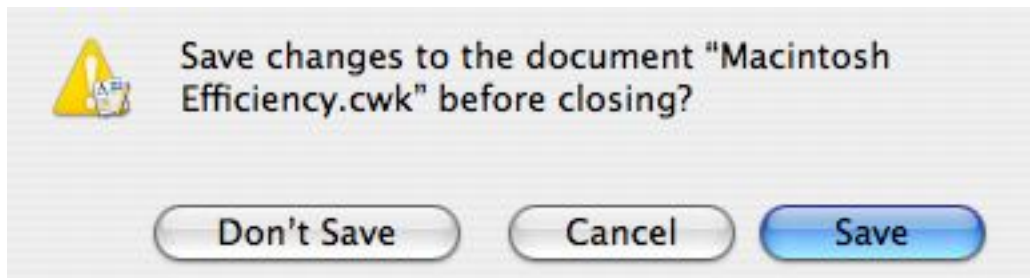 Save changes to the document “Macintosh
Efficiency.cwk” before closing?
Don't Save
Cancel
Save